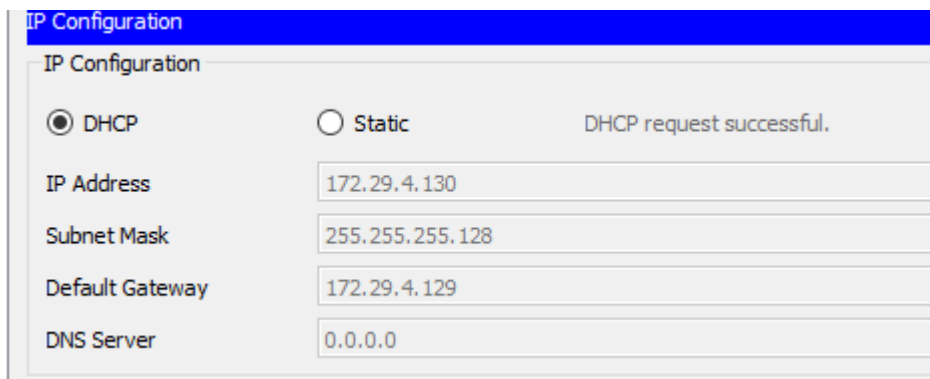 IP Configuration
IP Configuration
DHCP Static DHCP request successful.
IP Address 172.29.4.130
Subnet Mask 255.255.255.128
Default Gateway 172.29.4.129
DNS Server 0.0.0.0